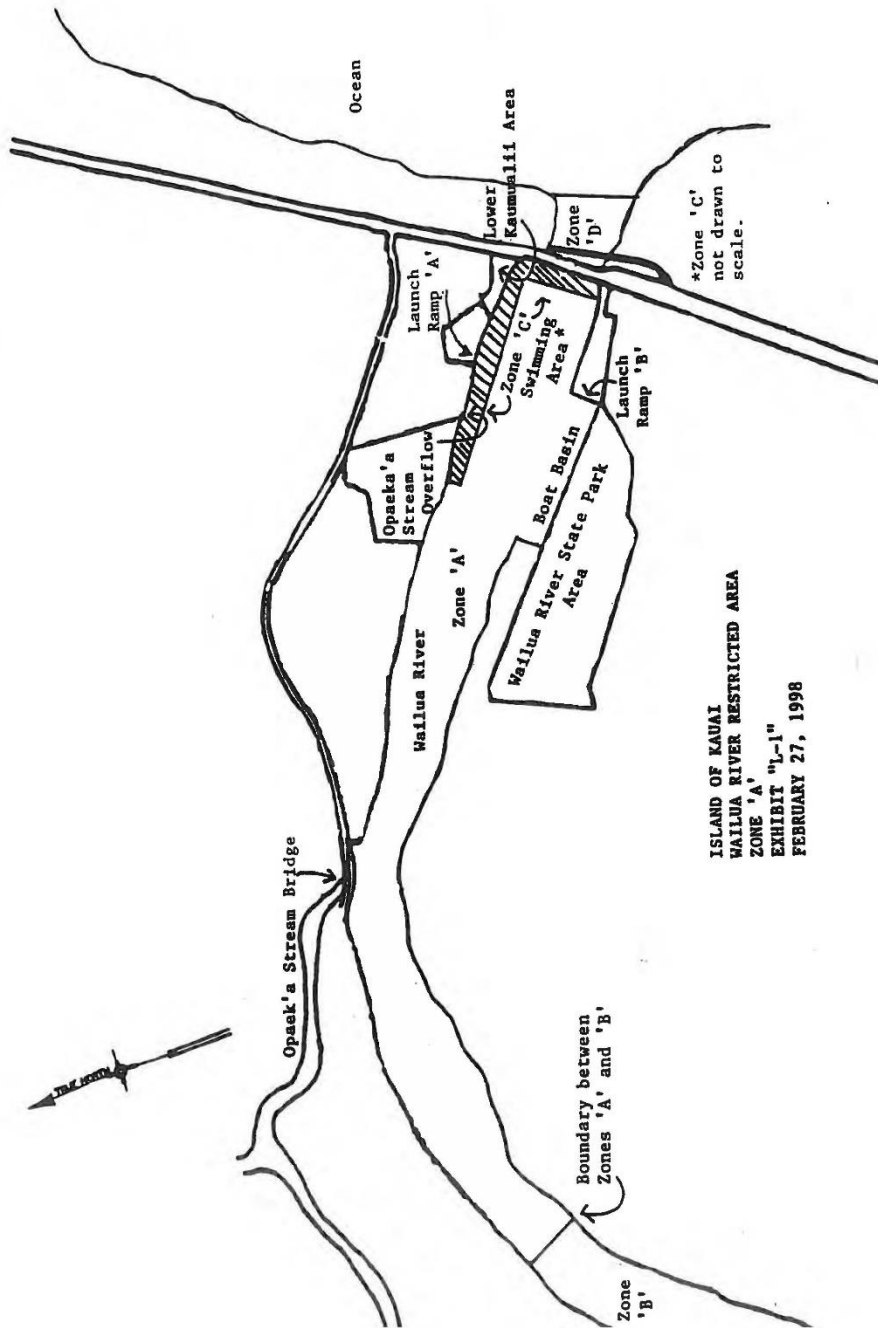 Ocean
Lower
Kaumualii Area
Launch
Ramp 'A'
Zone
'D'
*Zone 'C'
not drawn to
scale.
Zone 'C'
Swimming
Area*
Launch
Ramp 'B'
Opaeka'a
Stream
Overflow
Boat Basin
Wailua River State Park
Area
Zone 'A'
Wailua River
Opaek'a Stream Bridge
TRUE NORTH
Boundary between
Zones 'A' and 'B'
Zone
'B'
ISLAND OF KAUAI
WAILUA RIVER RESTRICTED AREA
ZONE 'A'
EXHIBIT "L-1"
FEBRUARY 27, 1998